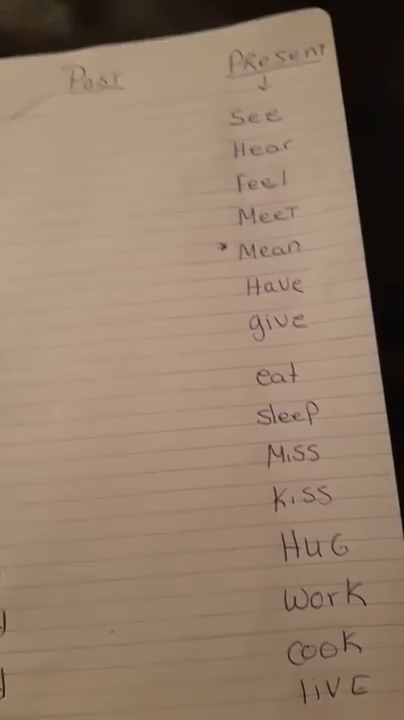 Past Present
↓
See
Hear
Feel
Meet
* Mean
Have
give
eat
sleep
Miss
Kiss
HUG
work
cook
liVE